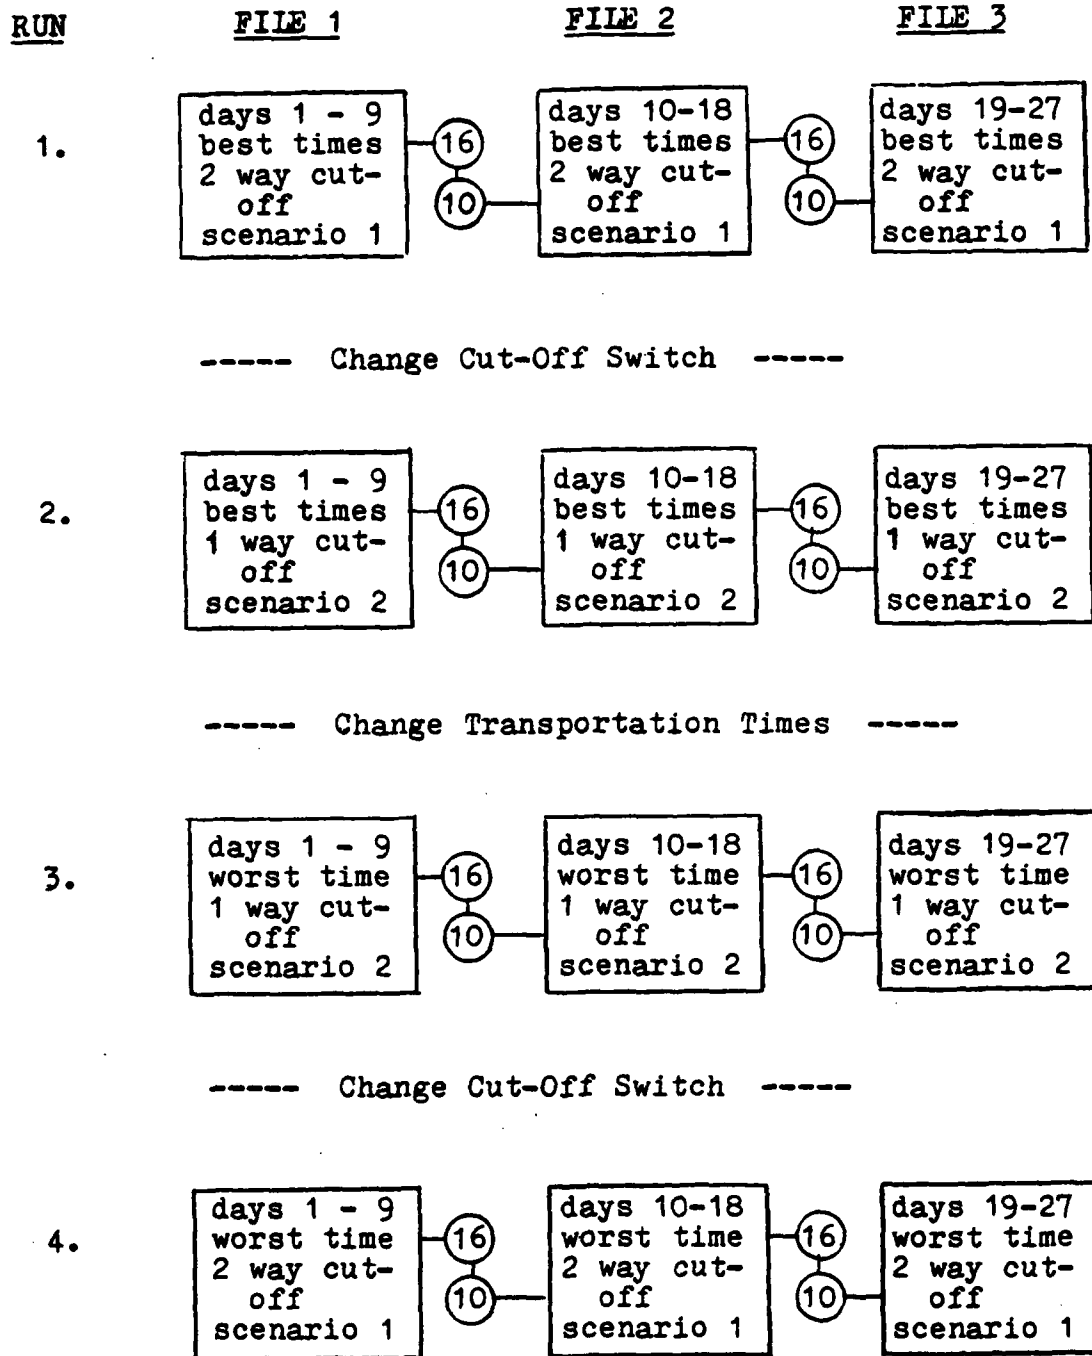 RUN FILE 1 FILE 2 FILE 3
1.
days 1 - 9
best times
2 way cut-
off
scenario 1
16
10
days 10-18
best times
2 way cut-
off
scenario 1
16
10
days 19-27
best times
2 way cut-
off
scenario 1
----- Change Cut-Off Switch -----
2.
days 1 - 9
best times
1 way cut-
off
scenario 2
16
10
days 10-18
best times
1 way cut-
off
scenario 2
16
10
days 19-27
best times
1 way cut-
off
scenario 2
----- Change Transportation Times -----
3.
days 1 - 9
worst time
1 way cut-
off
scenario 2
16
10
days 10-18
worst time
1 way cut-
off
scenario 2
16
10
days 19-27
worst time
1 way cut-
off
scenario 2
----- Change Cut-Off Switch -----
4.
days 1 - 9
worst time
2 way cut-
off
scenario 1
16
10
days 10-18
worst time
2 way cut-
off
scenario 1
16
10
days 19-27
worst time
2 way cut-
off
scenario 1